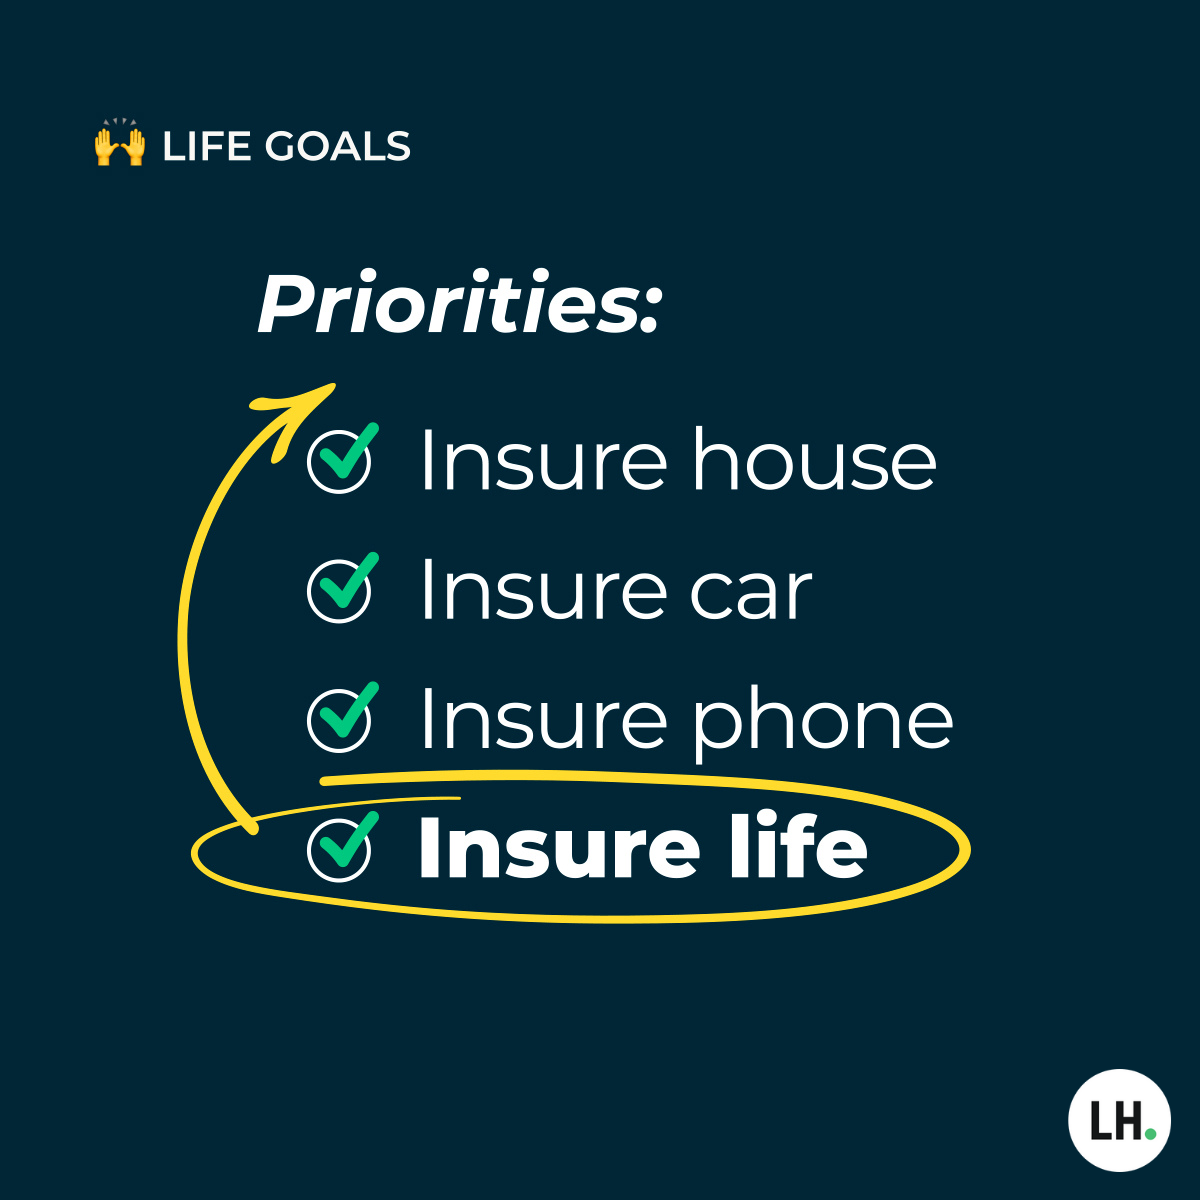 🙌 LIFE GOALS
Priorities:
Insure house
Insure car
Insure phone
Insure life
LH.